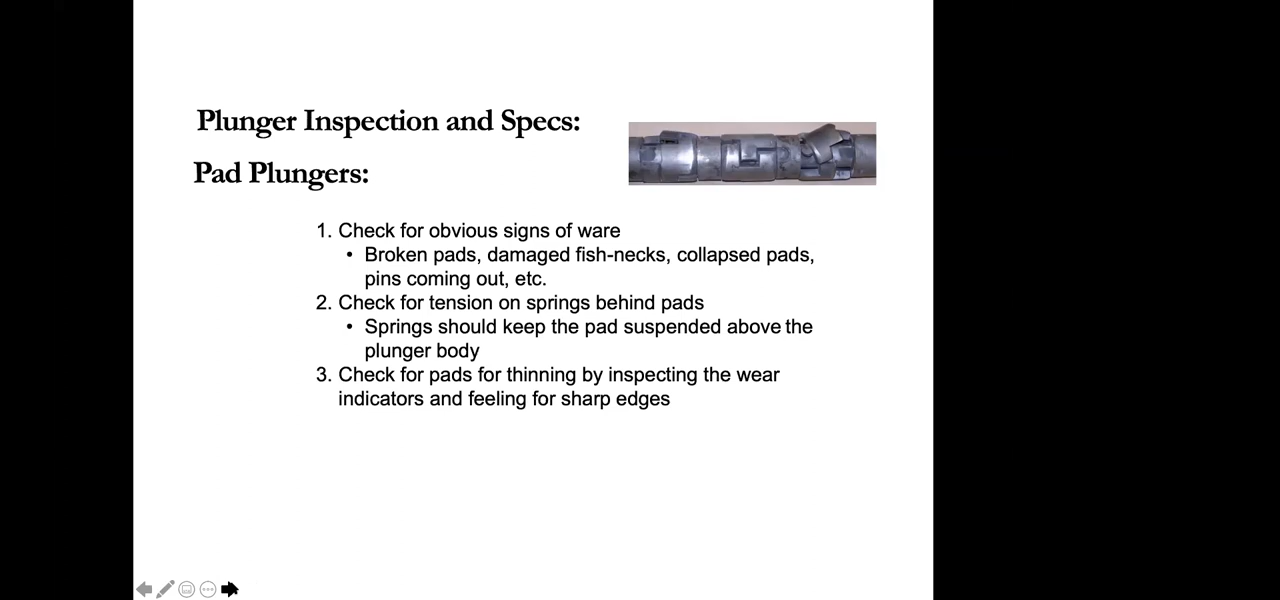 Plunger Inspection and Specs:
Pad Plungers:
1. Check for obvious signs of ware
• Broken pads, damaged fish-necks, collapsed pads,
pins coming out, etc.
2. Check for tension on springs behind pads
• Springs should keep the pad suspended above the
plunger body
3. Check for pads for thinning by inspecting the wear
indicators and feeling for sharp edges